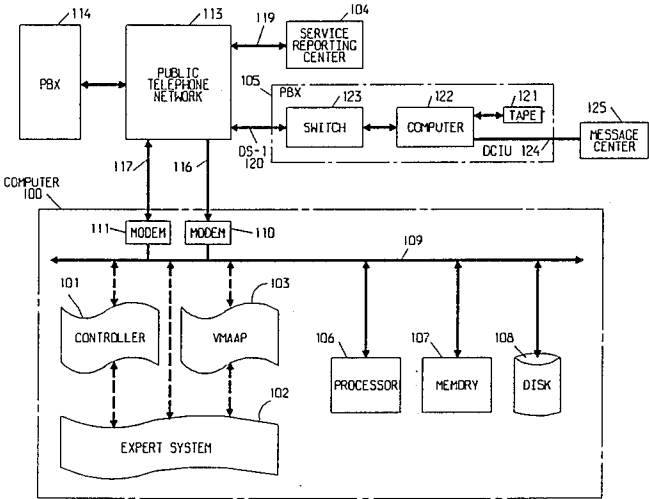 114
113
119
104
PBX
PUBLIC
TELEPHONE
NETWORK
SERVICE
REPORTING
CENTER
105
PBX
123
122
121
125
SWITCH
COMPUTER
TAPE
MESSAGE
CENTER
DS-1
120
DCIU
124
117
116
COMPUTER
100
111
MODEM
MODEM
110
109
101
103
CONTROLLER
VMAAP
106
107
108
PROCESSOR
MEMORY
DISK
102
EXPERT SYSTEM